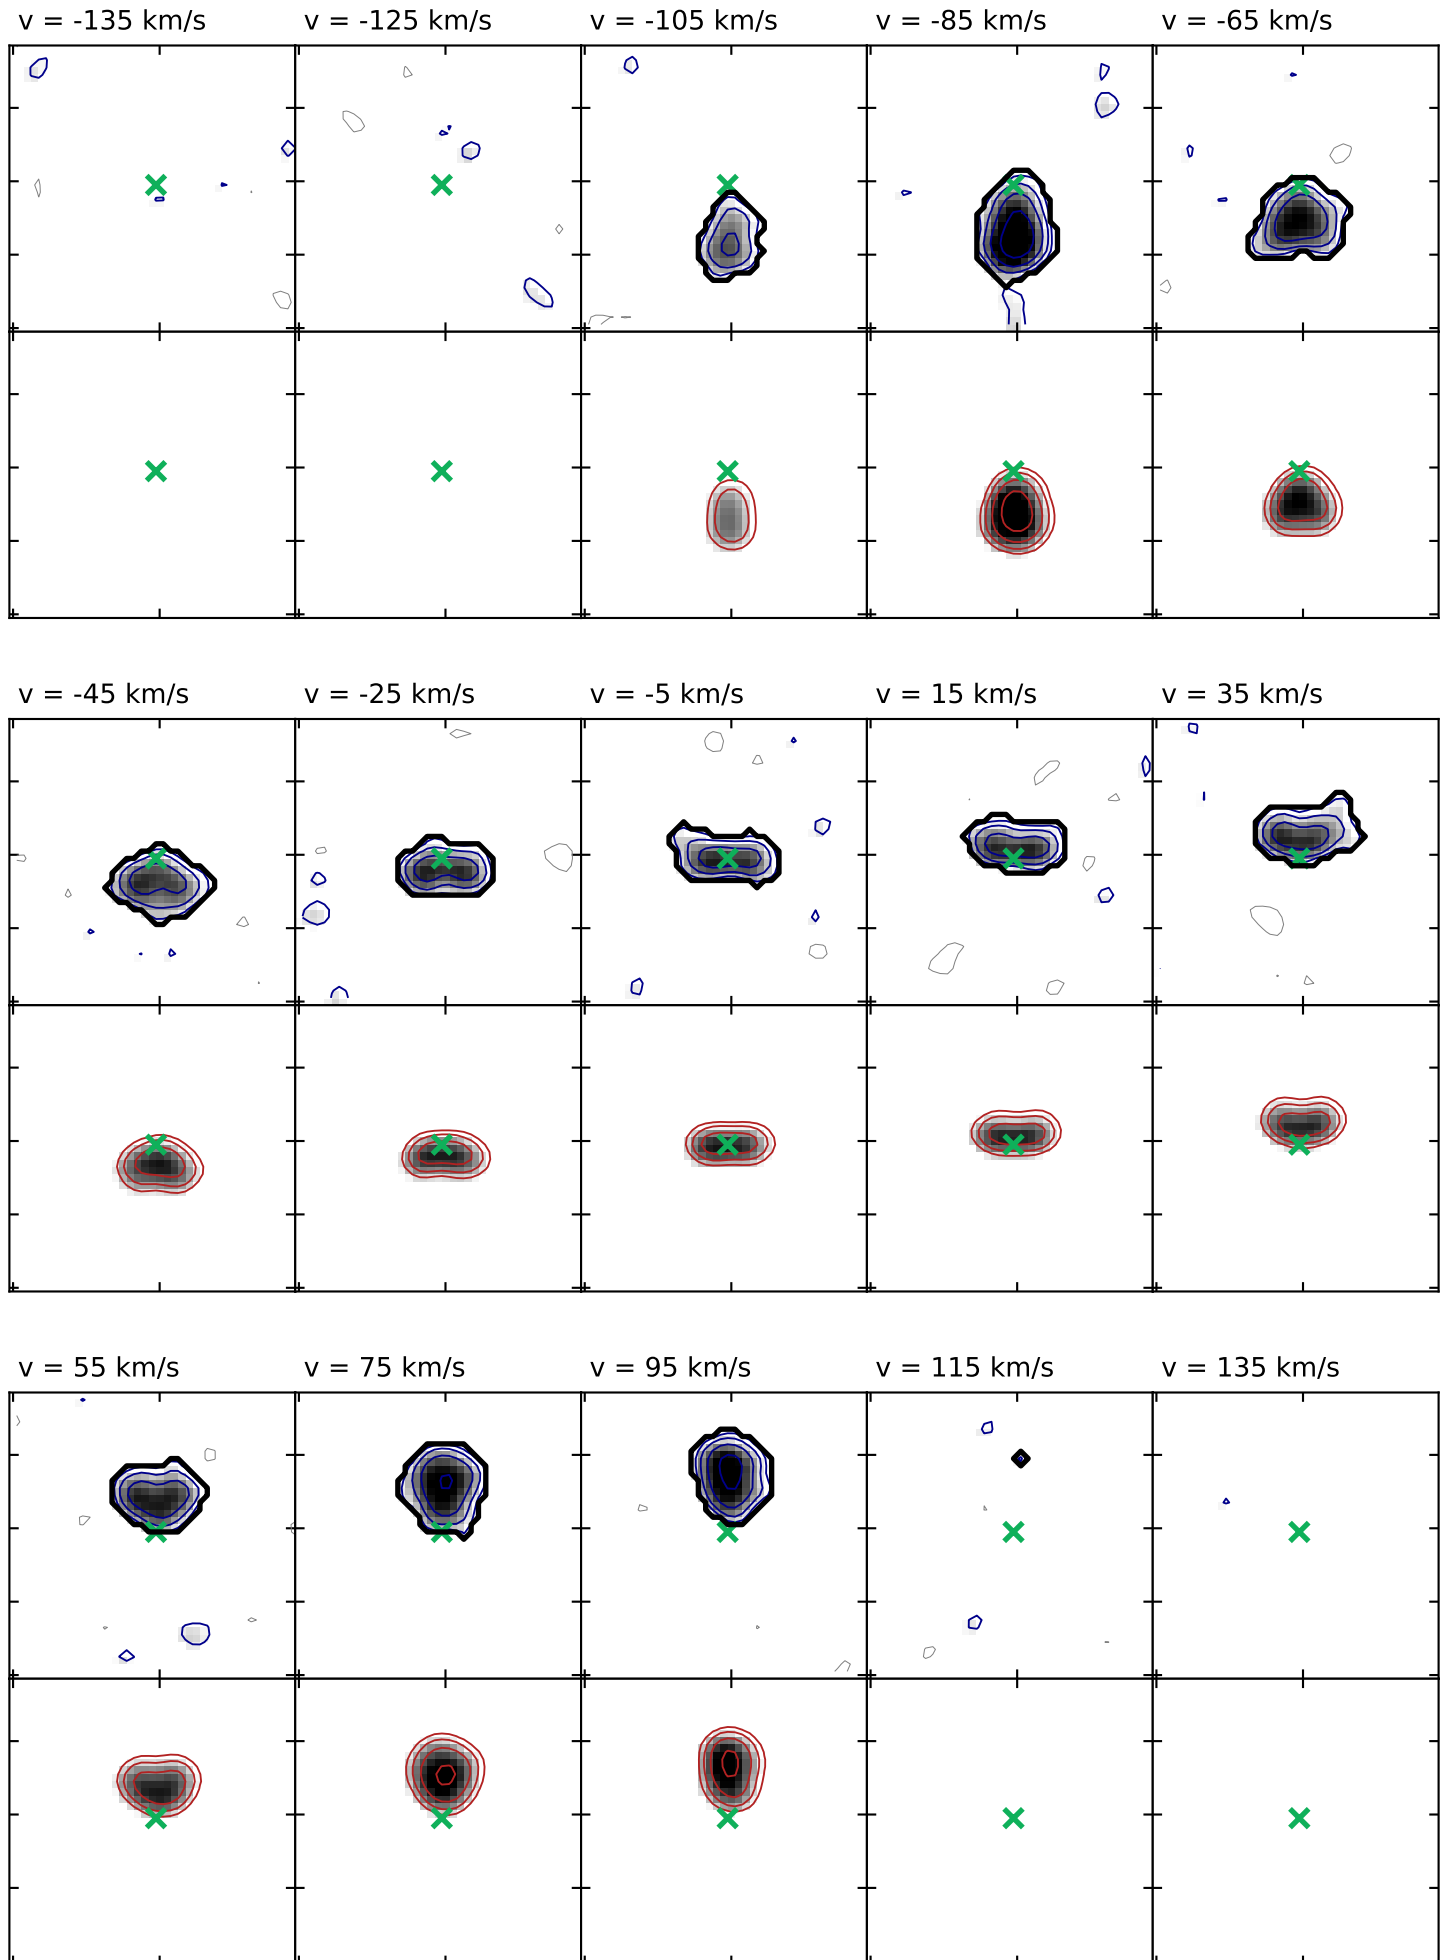 v = -135 km/s
v = -125 km/s
v = -105 km/s
v = -85 km/s
v = -65 km/s
v = -45 km/s
v = -25 km/s
v = -5 km/s
v = 15 km/s
v = 35 km/s
v = 55 km/s
v = 75 km/s
v = 95 km/s
v = 115 km/s
v = 135 km/s